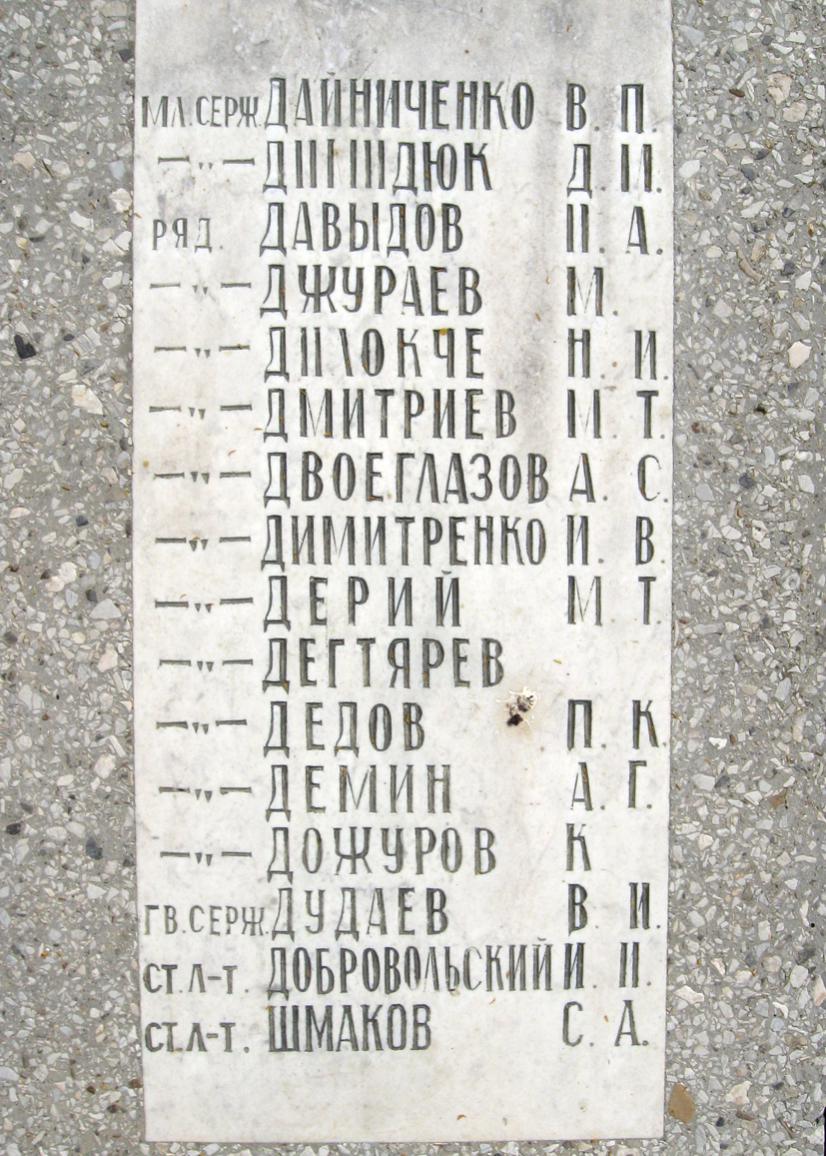 МЛ.СЕРЖ. ДАЙНИЧЕНКО В. П.
—„— Д.
РЯД. ДАВЫДОВ А.
—„— ДЖУРАЕВ М.
—„— Н. И.
—„— ДМИТРИЕВ М. Т.
—„— ДВОЕГЛАЗОВ А. С.
—„— ДИМИТРЕНКО И. В.
—„— ДЕРИЙ М. Т.
—„— ДЕГТЯРЕВ
—„— ДЕДОВ П. К.
—„— ДЕМИН А. Г.
—„— ДОЖУРОВ К
ГВ.СЕРЖ. ДУДАЕВ В. И.
СТ.Л-Т. ДОБРОВОЛЬСКИЙ И.
СТ.Л-Т. ШМАКОВ С. А.